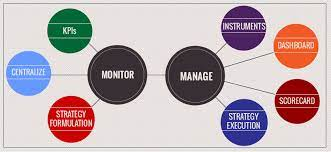 KPIs
CENTRALIZE
STRATEGY
FORMULATION
MONITOR
MANAGE
INSTRUMENTS
DASHBOARD
SCORECARD
STRATEGY
EXECUTION